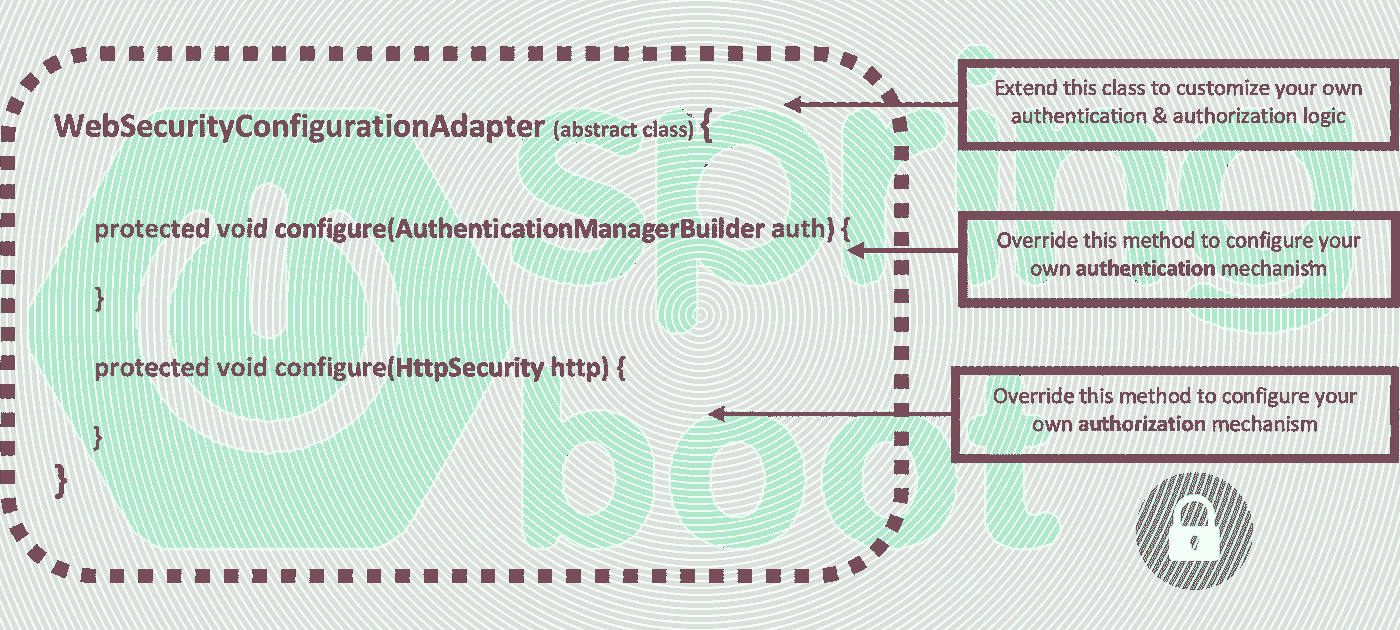 WebSecurityConfigurationAdapter (abstract class) {
Extend this class to customize your own
authentication & authorization logic
protected void configure(AuthenticationManagerBuilder auth) {
Override this method to configure your
own authentication mechanism
}
protected void configure(HttpSecurity http) {
Override this method to configure your
own authorization mechanism
}
}
spring
boot